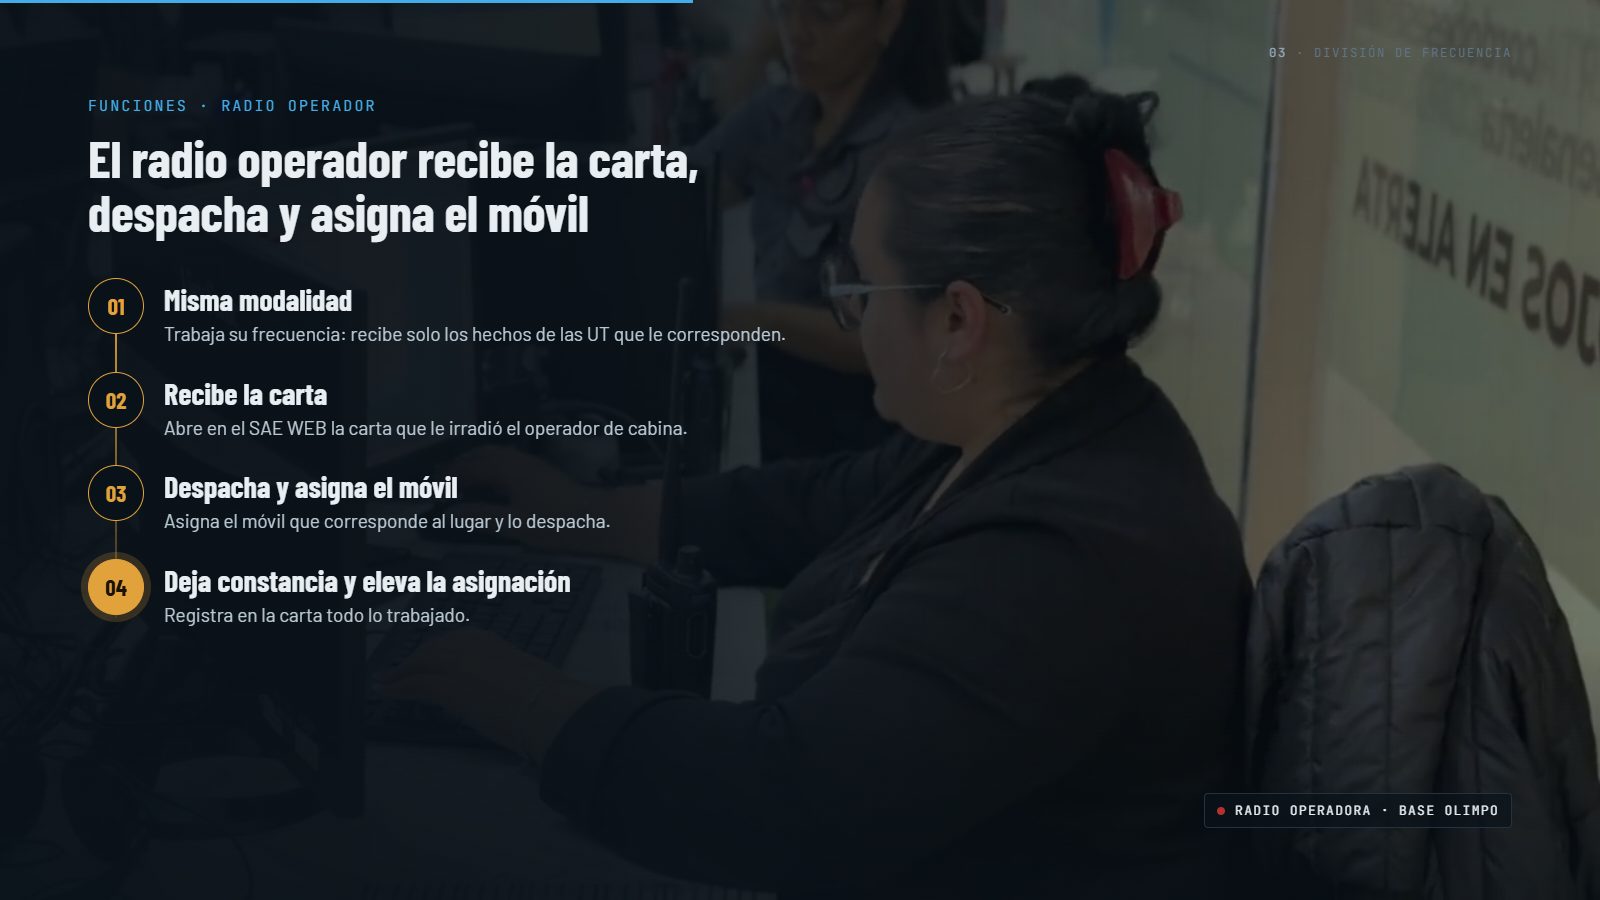 03 · DIVISIÓN DE FRECUENCIA
FUNCIONES · RADIO OPERADOR
El radio operador recibe la carta,
despacha y asigna el móvil
01
Misma modalidad
Trabaja su frecuencia: recibe solo los hechos de las UT que le corresponden.
02
Recibe la carta
Abre en el SAE WEB la carta que le irradió el operador de cabina.
03
Despacha y asigna el móvil
Asigna el móvil que corresponde al lugar y lo despacha.
04
Deja constancia y eleva la asignación
Registra en la carta todo lo trabajado.
EN ALERTA
RADIO OPERADORA · BASE OLIMPO